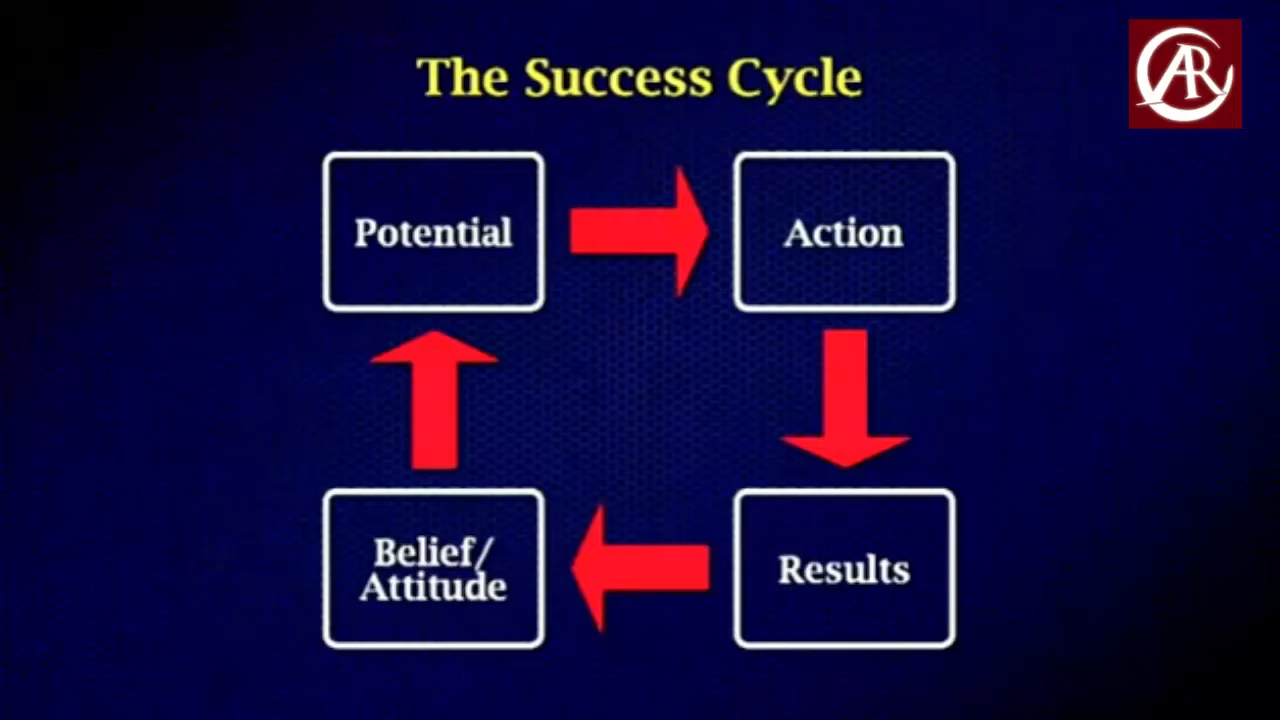 The Success Cycle
Potential
Action
Belief/
Attitude
Results